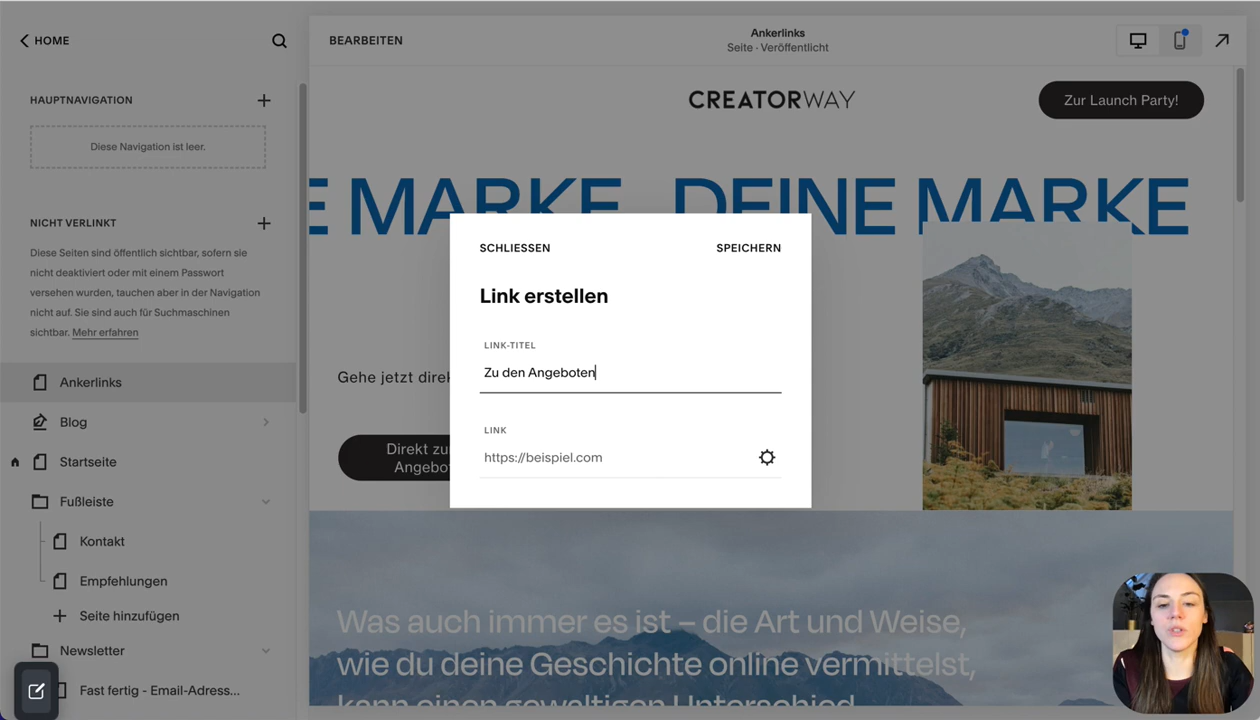 HOME
HAUPTNAVIGATION
Diese Navigation ist leer.
NICHT VERLINKT
Diese Seiten sind öffentlich sichtbar, sofern sie
nicht deaktiviert oder mit einem Passwort
versehen wurden, tauchen aber in der Navigation
nicht auf. Sie sind auch für Suchmaschinen
sichtbar. Mehr erfahren
Ankerlinks
Blog
Startseite
Fußleiste
Kontakt
Empfehlungen
Seite hinzufügen
Newsletter
Fast fertig - Email-Adress...
BEARBEITEN
Ankerlinks
Seite · Veröffentlicht
CREATORWAY
Zur Launch Party!
E MARKE DEINE MARKE
Gehe jetzt direk
Direkt zu
Angebo
SCHLIESSEN
SPEICHERN
Link erstellen
LINK-TITEL
Zu den Angeboten
LINK
https://beispiel.com
Was auch immer es ist – die Art und Weise,
wie du deine Geschichte online vermittelst,
kann einen gewaltigen Unterschied